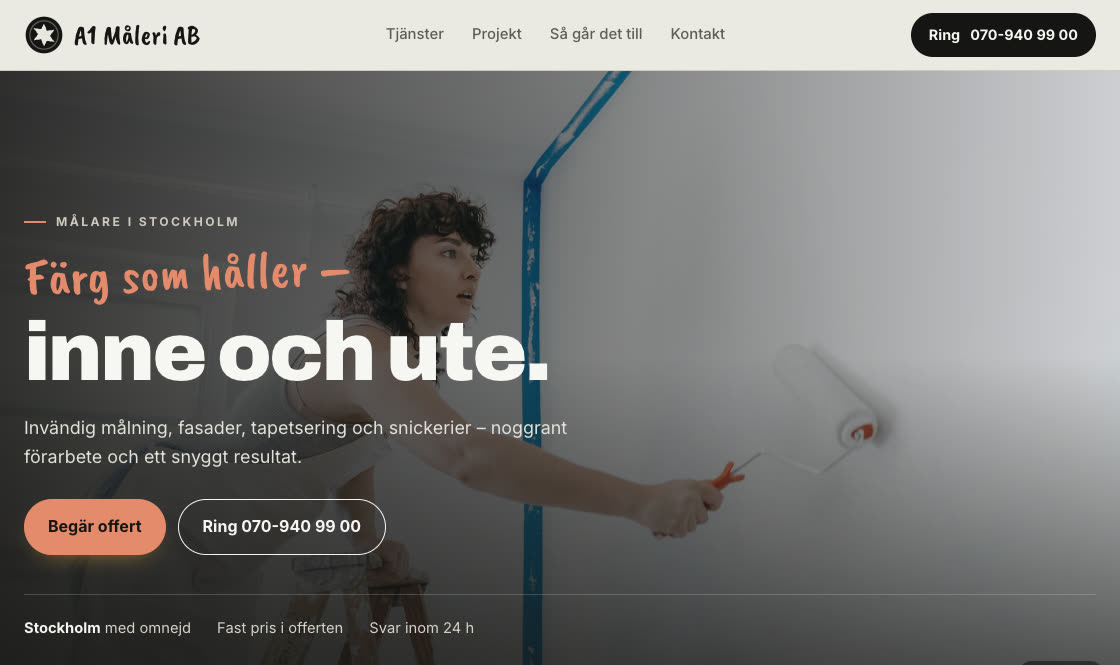 A1 Måleri AB
Tjänster
Projekt
Så går det till
Kontakt
Ring 070-940 99 00
MÅLARE I STOCKHOLM
Färg som håller –
inne och ute.
Invändig målning, fasader, tapetsering och snickerier – noggrant
förarbete och ett snyggt resultat.
Begär offert
Ring 070-940 99 00
Stockholm med omnejd
Fast pris i offerten
Svar inom 24 h